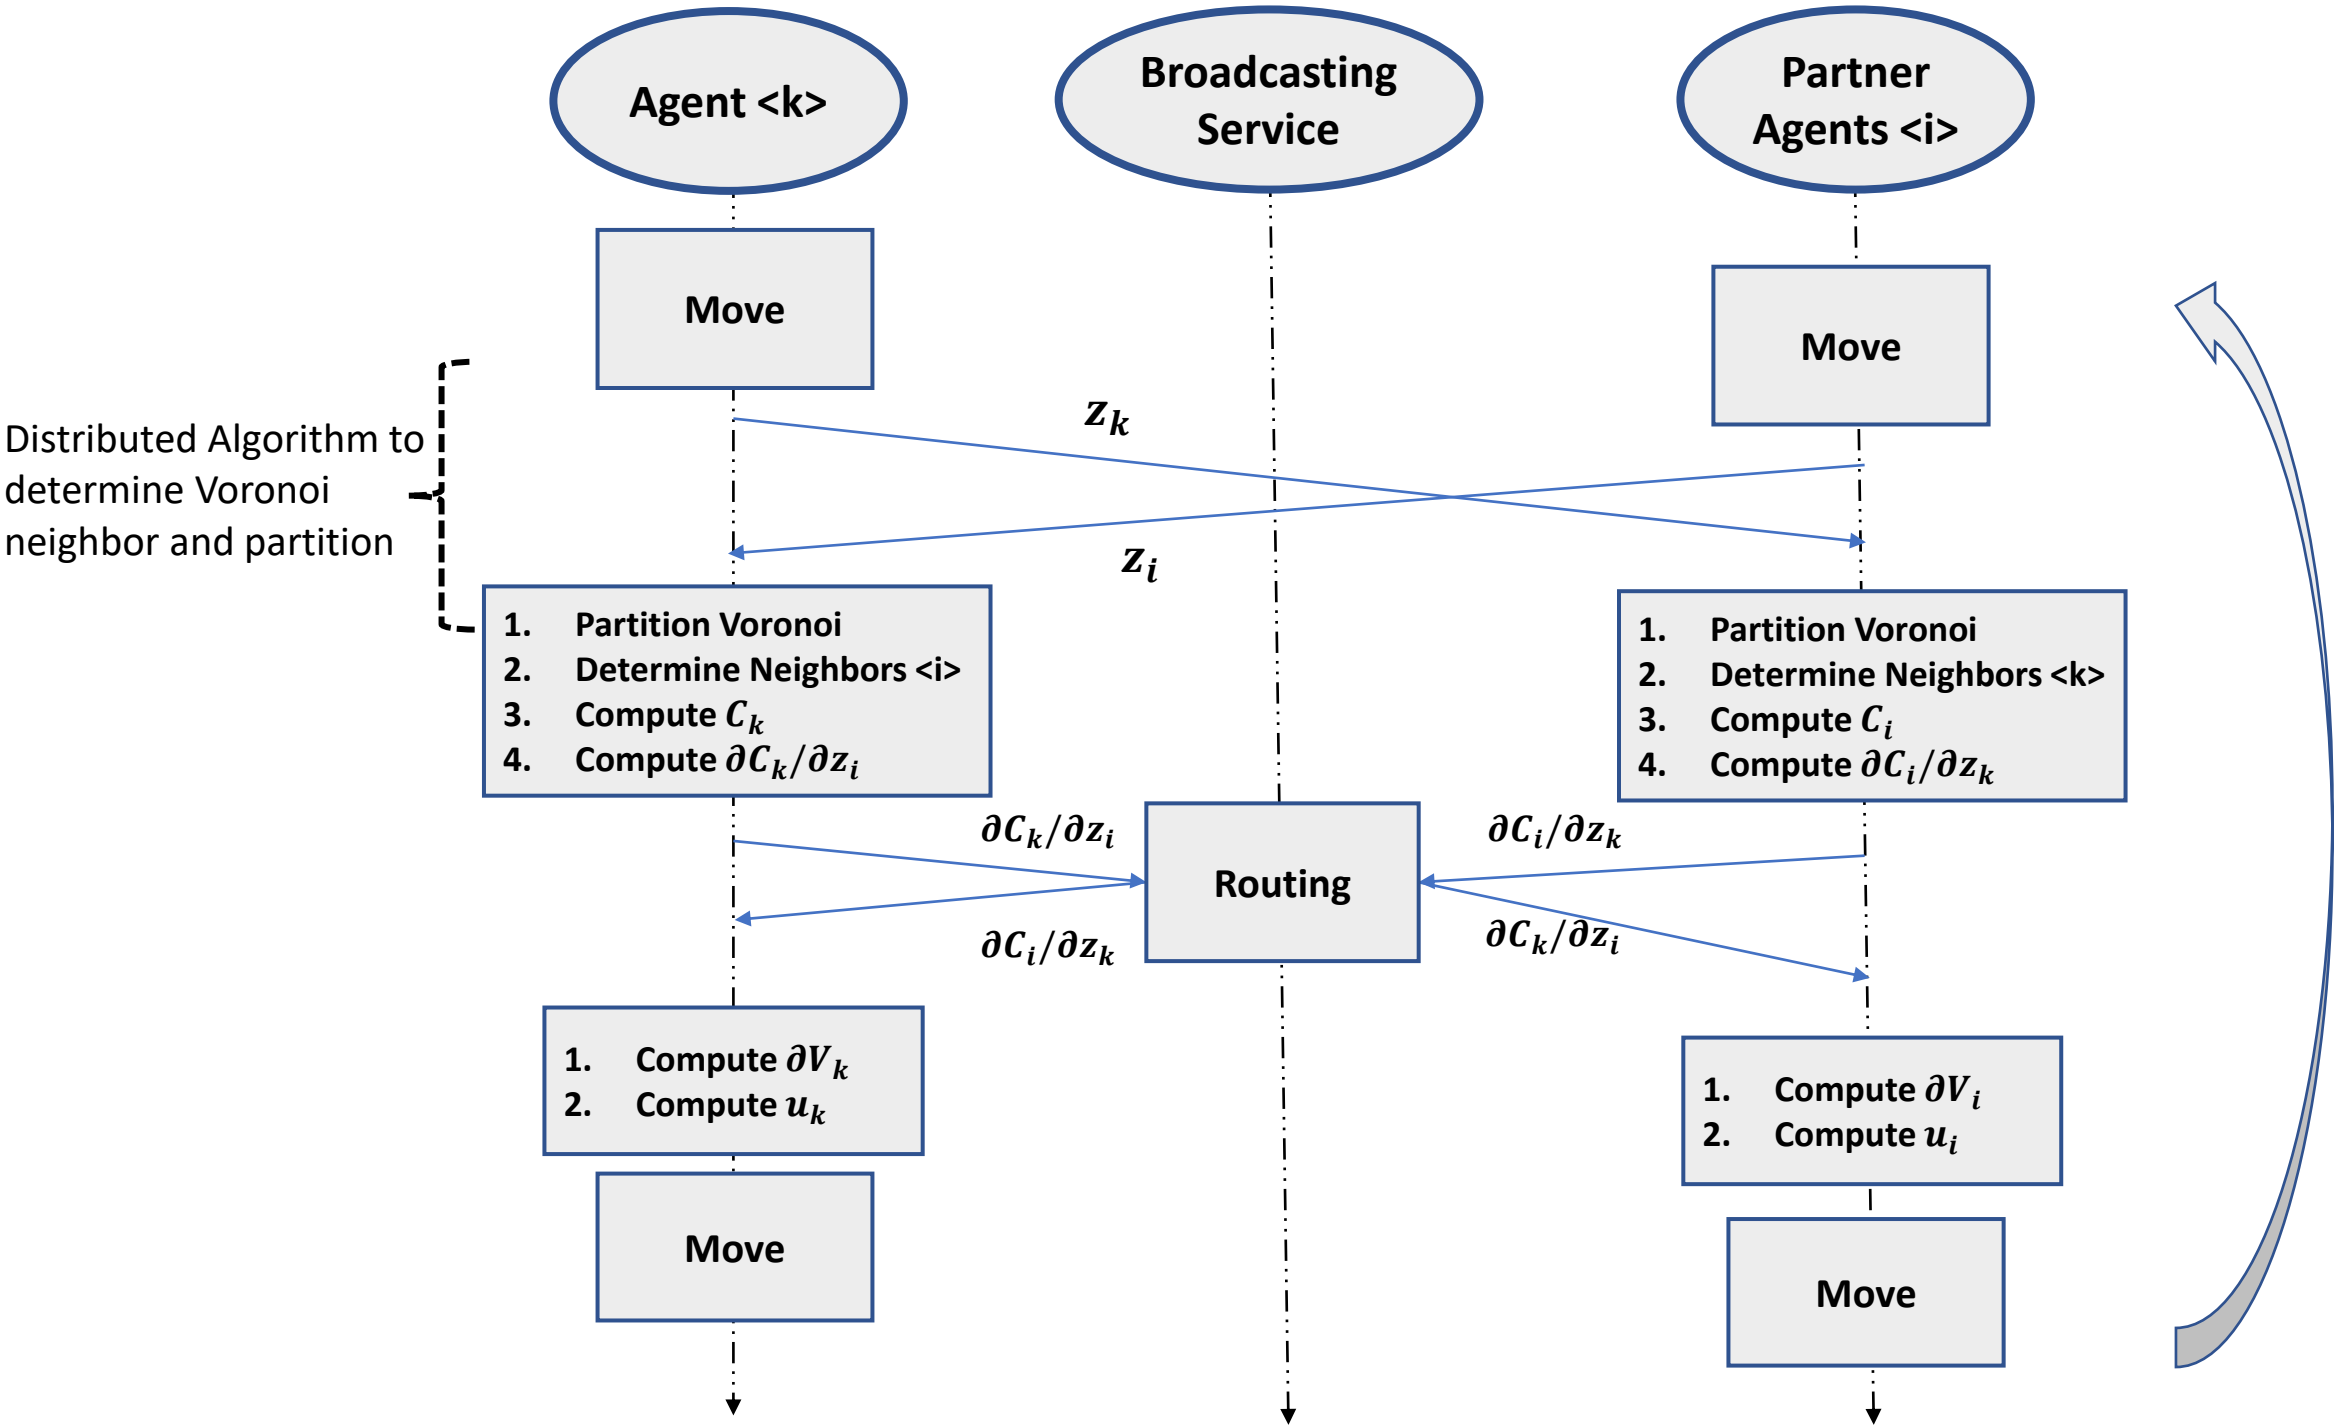 Agent <k>
Broadcasting
Service
Partner
Agents <i>
Move
Move
Distributed Algorithm to
determine Voronoi
neighbor and partition
z_k
z_i
1. Partition Voronoi
2. Determine Neighbors <i>
3. Compute C_k
4. Compute ∂C_k/∂z_i
1. Partition Voronoi
2. Determine Neighbors <k>
3. Compute C_i
4. Compute ∂C_i/∂z_k
∂C_k/∂z_i
∂C_i/∂z_k
Routing
∂C_i/∂z_k
∂C_k/∂z_i
1. Compute ∂V_k
2. Compute u_k
1. Compute ∂V_i
2. Compute u_i
Move
Move